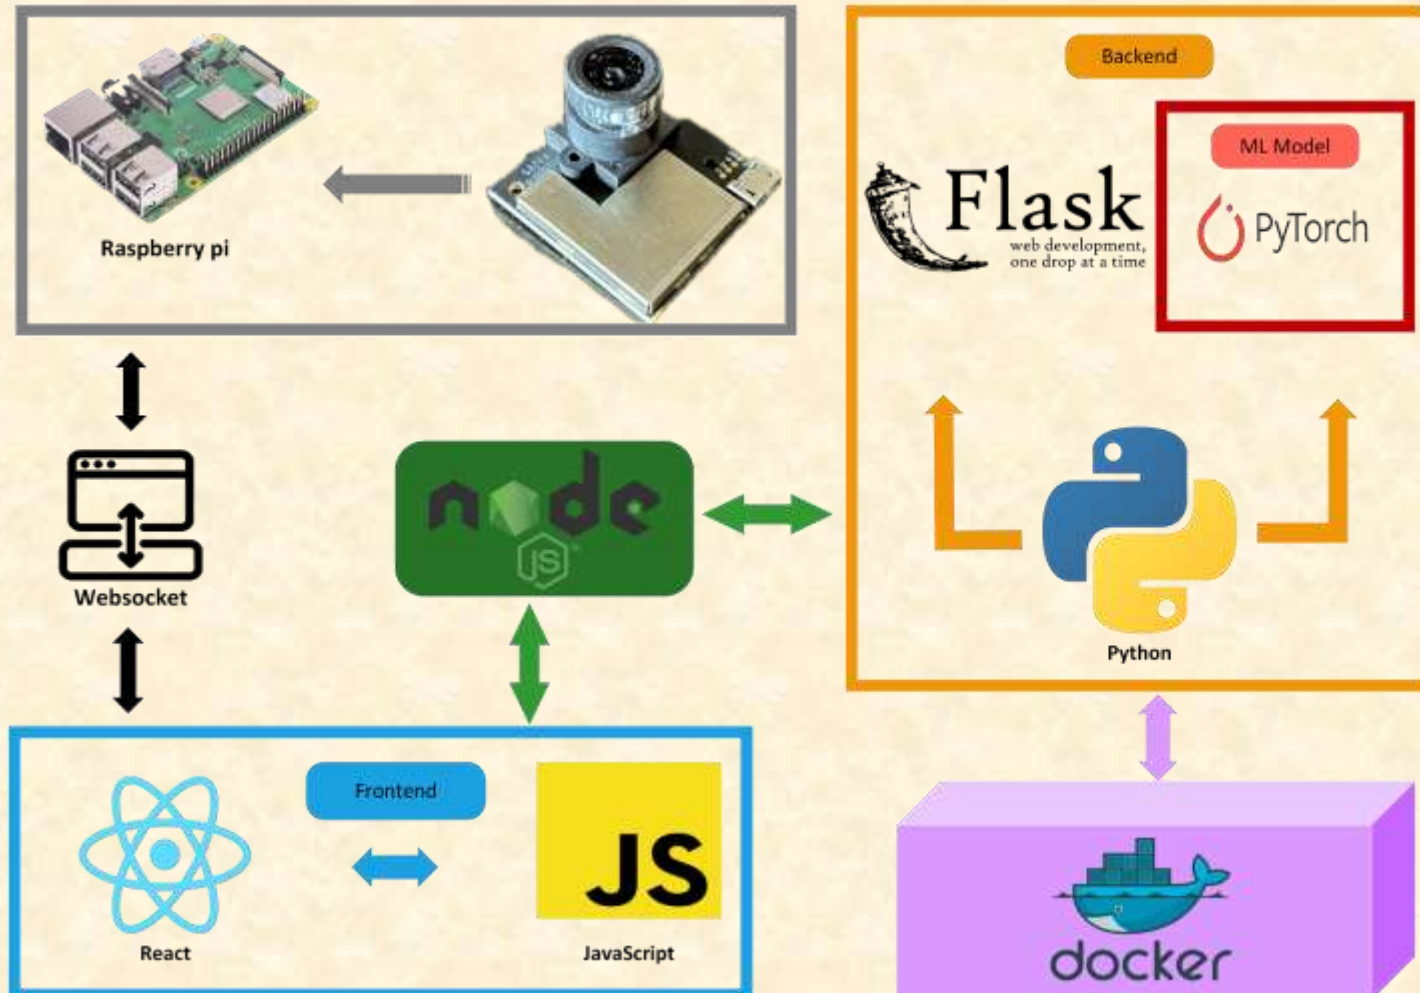 Raspberry pi
Backend
ML Model
Flask
web development,
one drop at a time
PyTorch
Websocket
node
JS
Python
Frontend
JS
React
JavaScript
docker